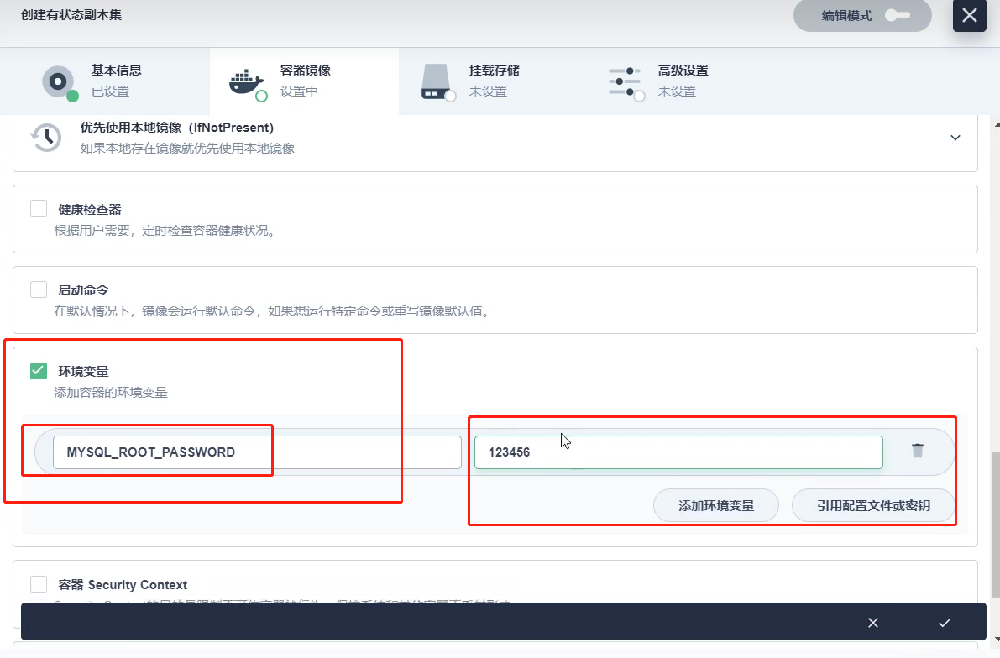 创建有状态副本集
编辑模式
基本信息
已设置
容器镜像
设置中
挂载存储
未设置
高级设置
未设置
优先使用本地镜像（IfNotPresent)
如果本地存在镜像就优先使用本地镜像
健康检查器
根据用户需要，定时检查容器健康状况。
启动命令
在默认情况下，镜像会运行默认命令，如果想运行特定命令或重写镜像默认值。
环境变量
添加容器的环境变量
MYSQL_ROOT_PASSWORD
123456
添加环境变量
引用配置文件或密钥
容器 Security Context